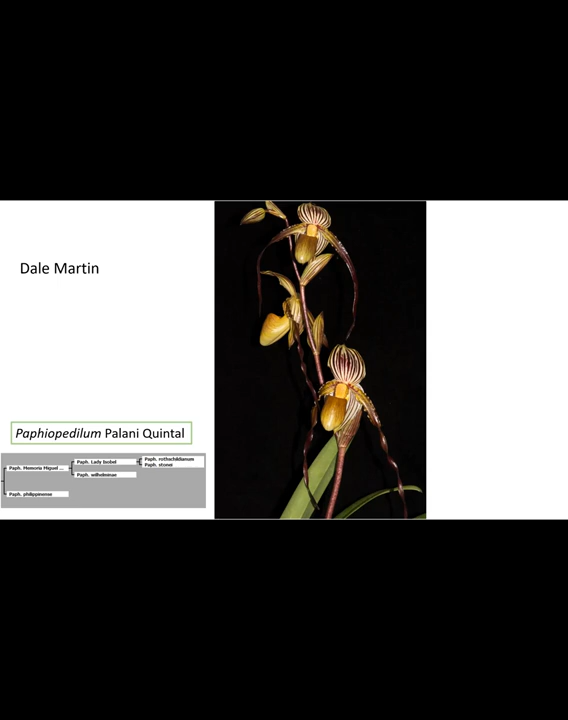 Dale Martin
Paphiopedilum Palani Quintal
Paph. Lady Isobel
Paph. rothschildianum
Paph. stonei
Paph. Memoria Miguel ...
Paph. wilhelminae
Paph. philippinense